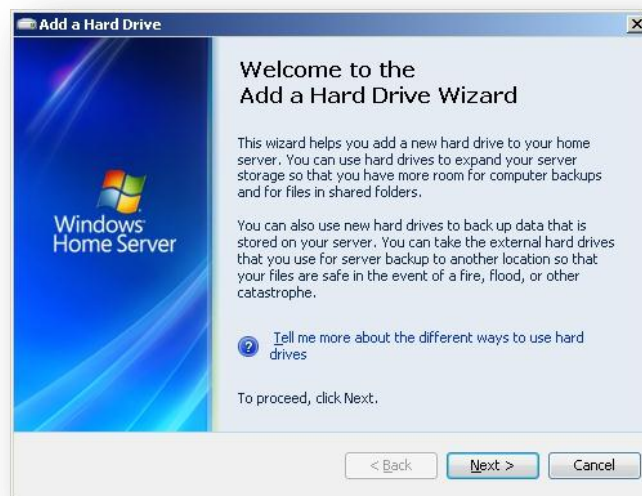 Add a Hard Drive
Welcome to the
Add a Hard Drive Wizard
This wizard helps you add a new hard drive to your home
server. You can use hard drives to expand your server
storage so that you have more room for computer backups
and for files in shared folders.
You can also use new hard drives to back up data that is
stored on your server. You can take the external hard drives
that you use for server backup to another location so that
your files are safe in the event of a fire, flood, or other
catastrophe.
Windows
Home Server
Tell me more about the different ways to use hard
drives
To proceed, click Next.
< Back
Next >
Cancel